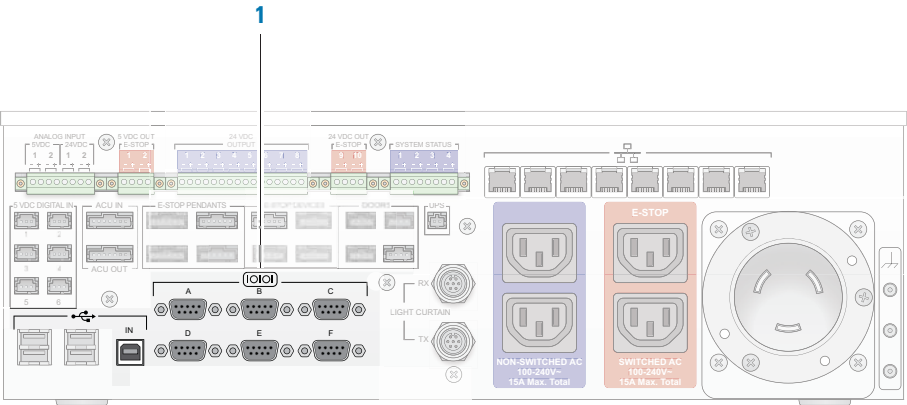 1
ANALOG INPUT
5VDC 24VDC
1 2 1 2
5 VDC OUT
E-STOP
1 2
24 VDC
OUTPUT
1 2 3 4 5 6 7 8
24 VDC OUT
E-STOP
9 10
SYSTEM STATUS
1 2 3 4
5 VDC DIGITAL IN
1 2
3 4
5 6
ACU IN
ACU OUT
E-STOP PENDANTS
E-STOP DEVICES
DOOR1
UPS
IOIOI
A B C
D E F
IN
RX
LIGHT CURTAIN
TX
NON-SWITCHED AC
100-240V~
15A Max. Total
E-STOP
SWITCHED AC
100-240V~
15A Max. Total